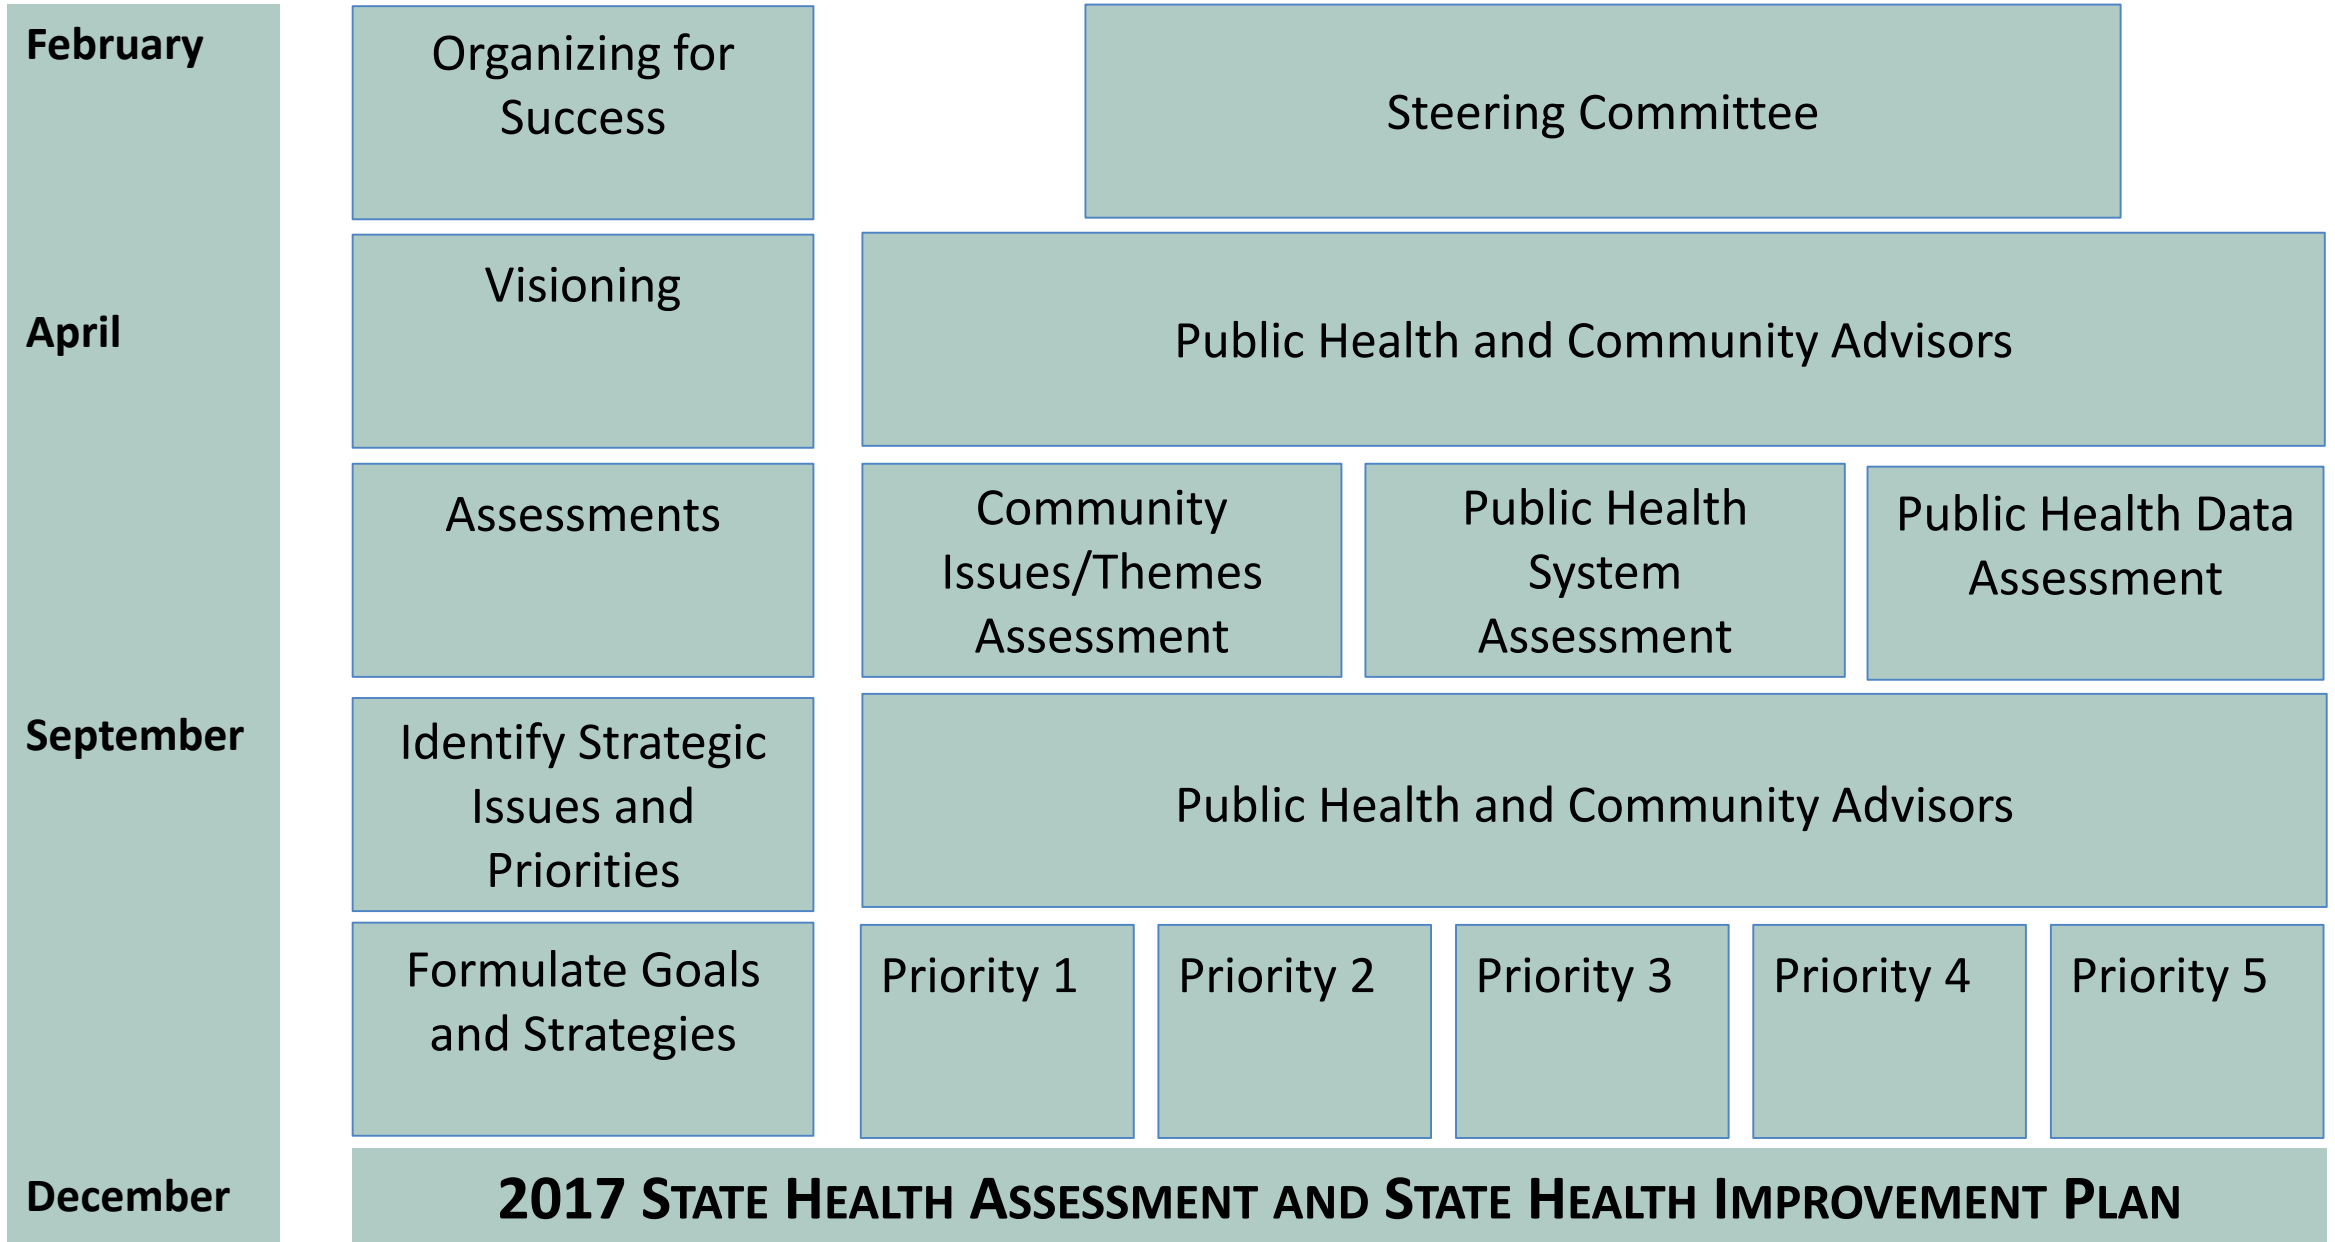 February
Organizing for
Success
Steering Committee
April
Visioning
Public Health and Community Advisors
Assessments
Community
Issues/Themes
Assessment
Public Health
System
Assessment
Public Health Data
Assessment
September
Identify Strategic
Issues and
Priorities
Public Health and Community Advisors
Formulate Goals
and Strategies
Priority 1
Priority 2
Priority 3
Priority 4
Priority 5
December
2017 State Health Assessment and State Health Improvement Plan